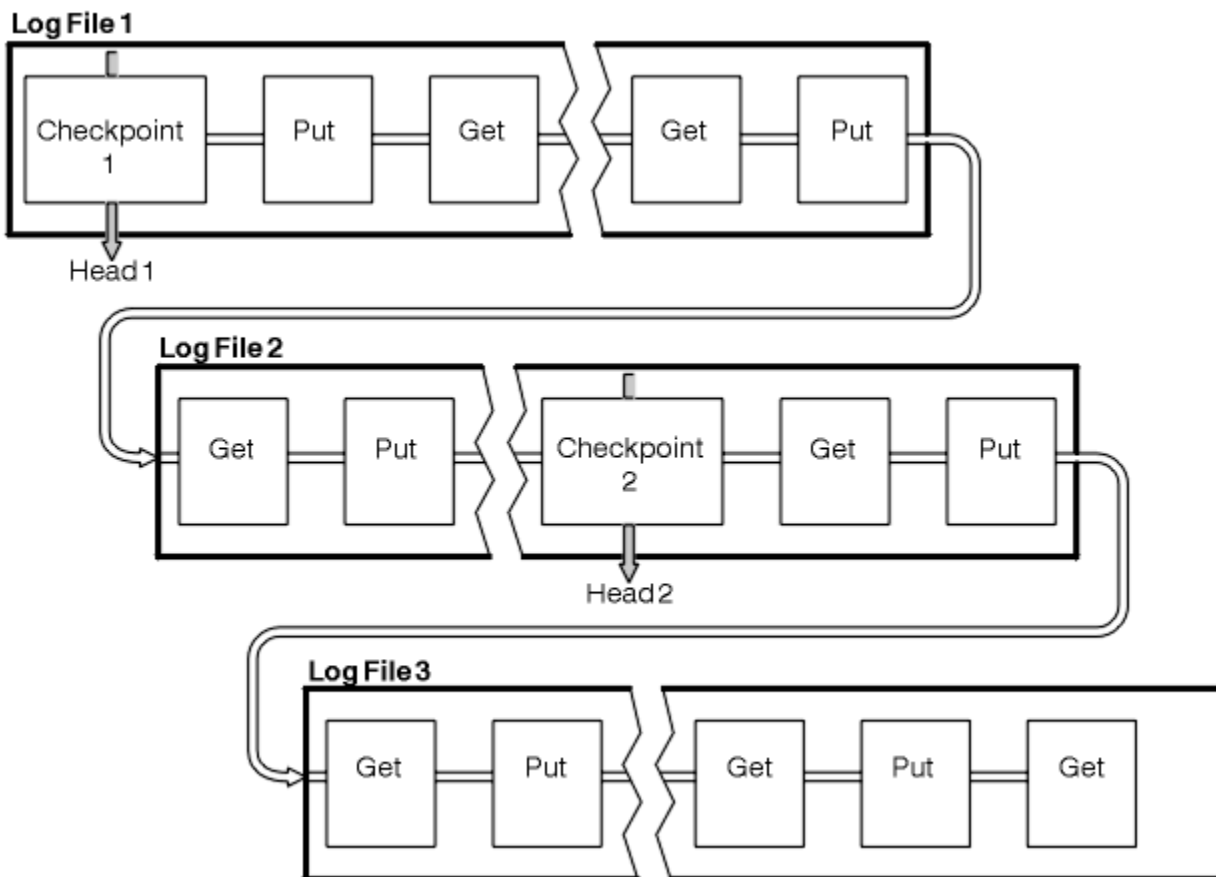 Log File 1
Checkpoint
1
Put
Get
Get
Put
Head 1
Log File 2
Get
Put
Checkpoint
2
Get
Put
Head 2
Log File 3
Get
Put
Get
Put
Get